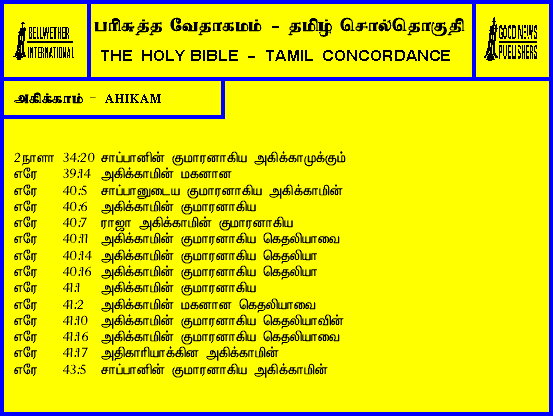 BELLWETHER
INTERNATIONAL
பரிசுத்த வேதாகமம் - தமிழ் சொல்தொகுதி
THE HOLY BIBLE - TAMIL CONCORDANCE
GOOD NEWS
PUBLISHERS
அகிக்காம் - AHIKAM
2நாளா 34:20 சாப்பானின் குமாரனாகிய அகிக்காமுக்கும்
எரே 39:14 அகிக்காமின் மகனான
எரே 40:5 சாப்பானுடைய குமாரனாகிய அகிக்காமின்
எரே 40:6 அகிக்காமின் குமாரனாகிய
எரே 40:7 ராஜா அகிக்காமின் குமாரனாகிய
எரே 40:11 அகிக்காமின் குமாரனாகிய கெதலியாவை
எரே 40:14 அகிக்காமின் குமாரனாகிய கெதலியா
எரே 40:16 அகிக்காமின் குமாரனாகிய கெதலியா
எரே 41:1 அகிக்காமின் குமாரனாகிய
எரே 41:2 அகிக்காமின் மகனான கெதலியாவை
எரே 41:10 அகிக்காமின் குமாரனாகிய கெதலியாவின்
எரே 41:16 அகிக்காமின் குமாரனாகிய கெதலியாவை
எரே 41:17 அதிகாரியாக்கின அகிக்காமின்
எரே 43:5 சாப்பானின் குமாரனாகிய அகிக்காமின்